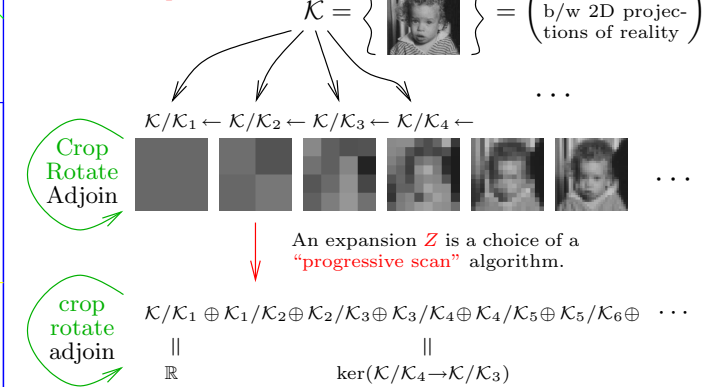 𝒦 = { } = ( b/w 2D projec-
tions of reality )
. . .
𝒦/𝒦₁ ← 𝒦/𝒦₂ ← 𝒦/𝒦₃ ← 𝒦/𝒦₄ ←
Crop
Rotate
Adjoin
. . .
An expansion Z is a choice of a
“progressive scan” algorithm.
crop
rotate
adjoin
𝒦/𝒦₁ ⊕ 𝒦₁/𝒦₂ ⊕ 𝒦₂/𝒦₃ ⊕ 𝒦₃/𝒦₄ ⊕ 𝒦₄/𝒦₅ ⊕ 𝒦₅/𝒦₆ ⊕ · · ·
|| ||
ℝ ker(𝒦/𝒦₄→𝒦/𝒦₃)